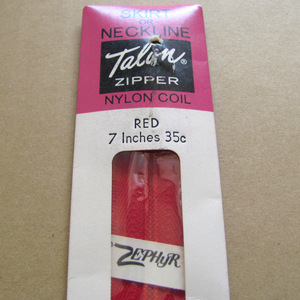 SKIRT
OR
NECKLINE
Talon®
ZIPPER
NYLON COIL
RED
7 Inches 35c
ZEPHYR